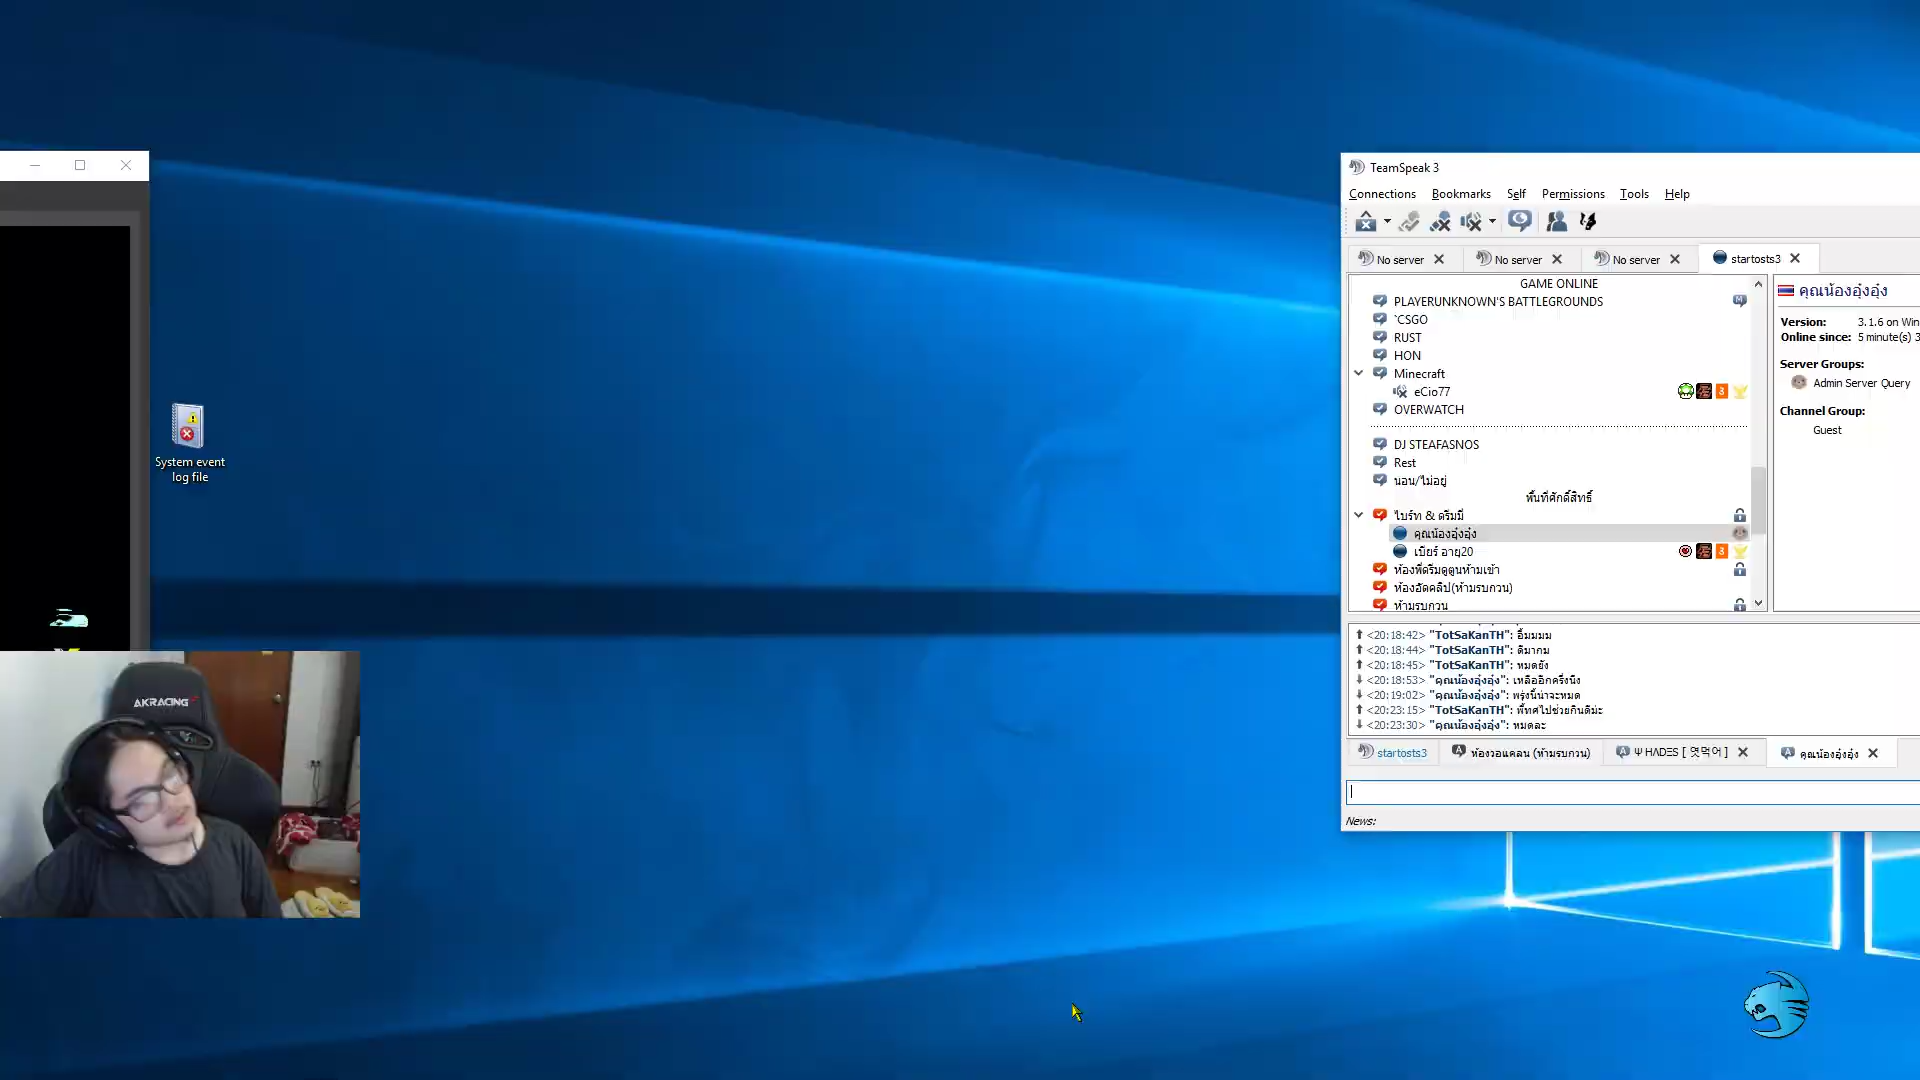 TeamSpeak 3
Connections Bookmarks Self Permissions Tools Help
No server No server No server startosts3
GAME ONLINE
PLAYERUNKNOWN'S BATTLEGROUNDS
`CSGO
RUST
HON
Minecraft
eCio77
OVERWATCH
DJ STEAFASNOS
Rest
นอน/ไม่อยู่
พื้นที่ศักดิ์สิทธิ์
ไบร์ท & ดรีมมี่
คุณน้องอุ๋งอุ๋ง
เบียร์ อายุ20
ห้องพี่ดรีมดูตูนห้ามเข้า
ห้องอัดคลิป(ห้ามรบกวน)
ห้ามรบกวน
คุณน้องอุ๋งอุ๋ง
Version: 3.1.6 on Win
Online since: 5 minute(s) 3
Server Groups:
Admin Server Query
Channel Group:
Guest
<20:18:42> "TotSaKanTH": อื้มมมม
<20:18:44> "TotSaKanTH": ดีมากม
<20:18:45> "TotSaKanTH": หมดยัง
<20:18:53> "คุณน้องอุ๋งอุ๋ง": เหลืออีกครึ่งนึง
<20:19:02> "คุณน้องอุ๋งอุ๋ง": พรุ่งนี้น่าจะหมด
<20:23:15> "TotSaKanTH": พี่ทศไปช่วยกินดิม่ะ
<20:23:30> "คุณน้องอุ๋งอุ๋ง": หมดละ
startosts3 ห้องวอแคลน (ห้ามรบกวน) Ψ HΛDΞS [ 엿먹어 ] คุณน้องอุ๋งอุ๋ง
News:
System event
log file
AKRACING